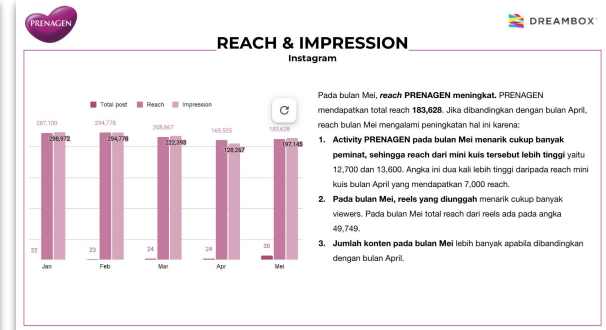 PRENAGEN
DREAMBOX
REACH & IMPRESSION
Instagram
Total post Reach Impression
287,100 294,778 208,867 165,525 183,628
298,972 294,778 222,393 128,267 197,145
22 23 24 24 30
Jan Feb Mar Apr Mei
Pada bulan Mei, reach PRENAGEN meningkat. PRENAGEN
mendapatkan total reach 183,628. Jika dibandingkan dengan bulan April,
reach bulan Mei mengalami peningkatan hal ini karena:
1. Activity PRENAGEN pada bulan Mei menarik cukup banyak
peminat, sehingga reach dari mini kuis tersebut lebih tinggi yaitu
12,700 dan 13,600. Angka ini dua kali lebih tinggi daripada reach mini
kuis bulan April yang mendapatkan 7,000 reach.
2. Pada bulan Mei, reels yang diunggah menarik cukup banyak
viewers. Pada bulan Mei total reach dari reels ada pada angka
49,749.
3. Jumlah konten pada bulan Mei lebih banyak apabila dibandingkan
dengan bulan April.